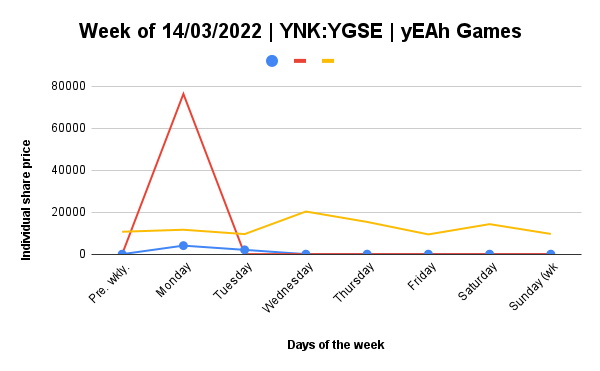 Week of 14/03/2022 | YNK:YGSE | yEAh Games
80000
60000
40000
20000
0
Individual share price
Pre. wkly.
Monday
Tuesday
Wednesday
Thursday
Friday
Saturday
Sunday (wk
Days of the week